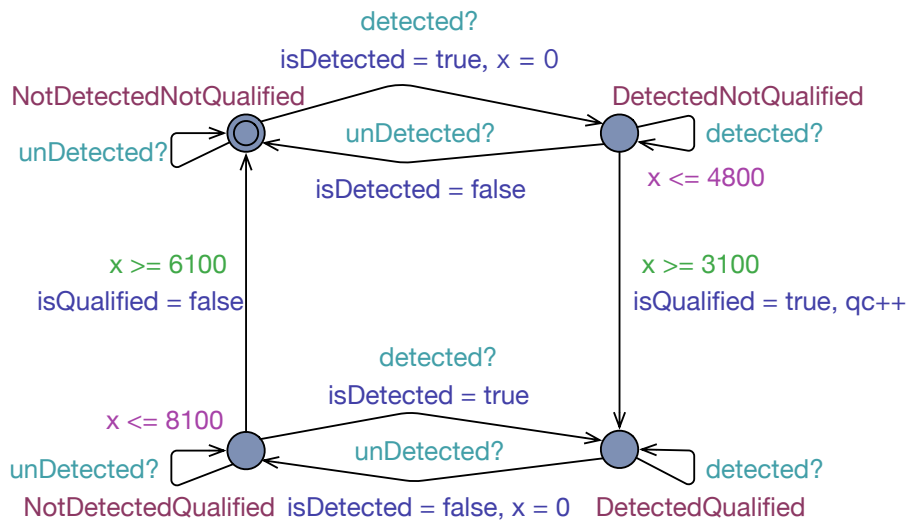 detected?
isDetected = true, x = 0
NotDetectedNotQualified
DetectedNotQualified
unDetected?
unDetected?
detected?
isDetected = false
x <= 4800
x >= 6100
isQualified = false
x >= 3100
isQualified = true, qc++
detected?
isDetected = true
x <= 8100
unDetected?
unDetected?
detected?
NotDetectedQualified
isDetected = false, x = 0
DetectedQualified